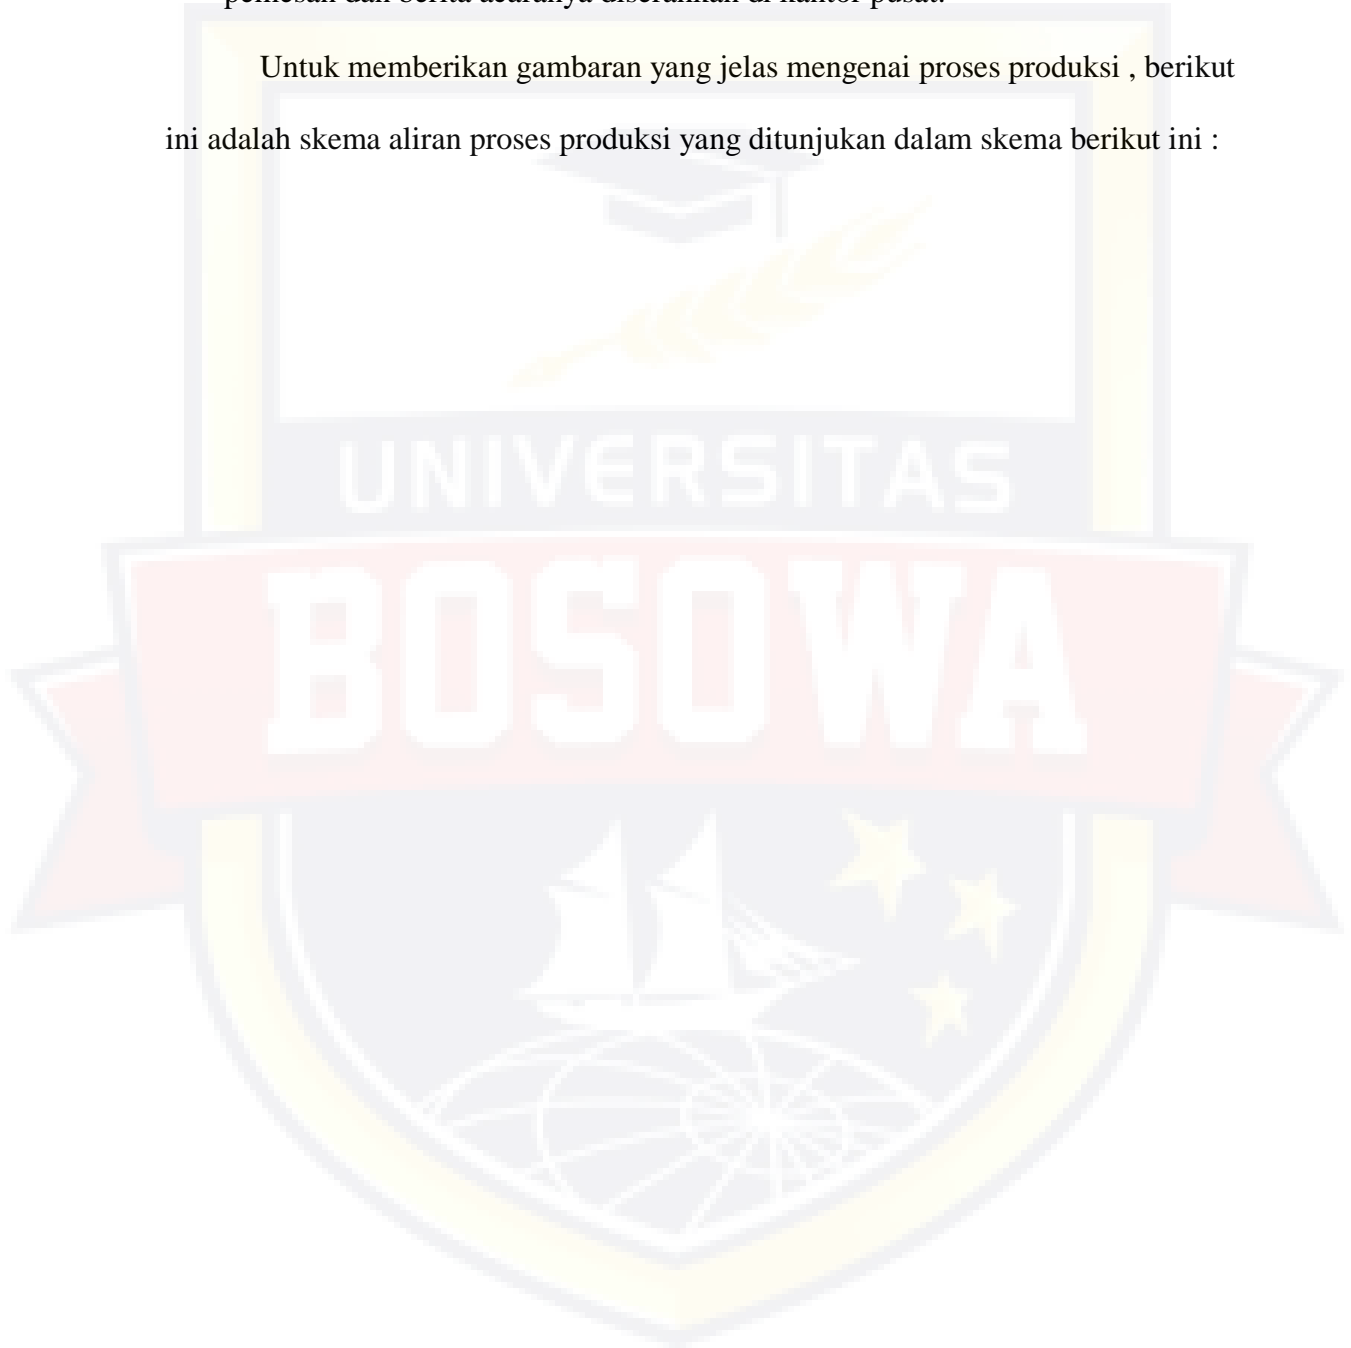 pemesan dan berita acaranya diserahkan di kantor pusat.
Untuk memberikan gambaran yang jelas mengenai proses produksi , berikut
ini adalah skema aliran proses produksi yang ditunjukan dalam skema berikut ini :
UNIVERSITAS
BOSOWA